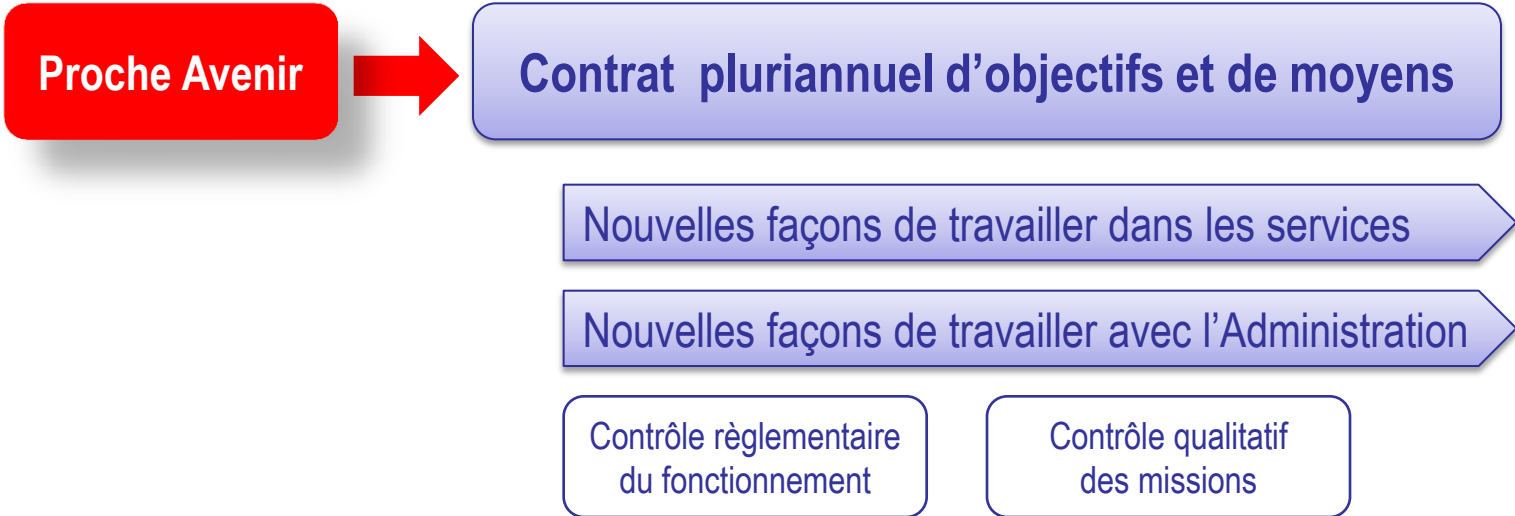 Proche Avenir
Contrat pluriannuel d’objectifs et de moyens
Nouvelles façons de travailler dans les services
Nouvelles façons de travailler avec l’Administration
Contrôle règlementaire
du fonctionnement
Contrôle qualitatif
des missions